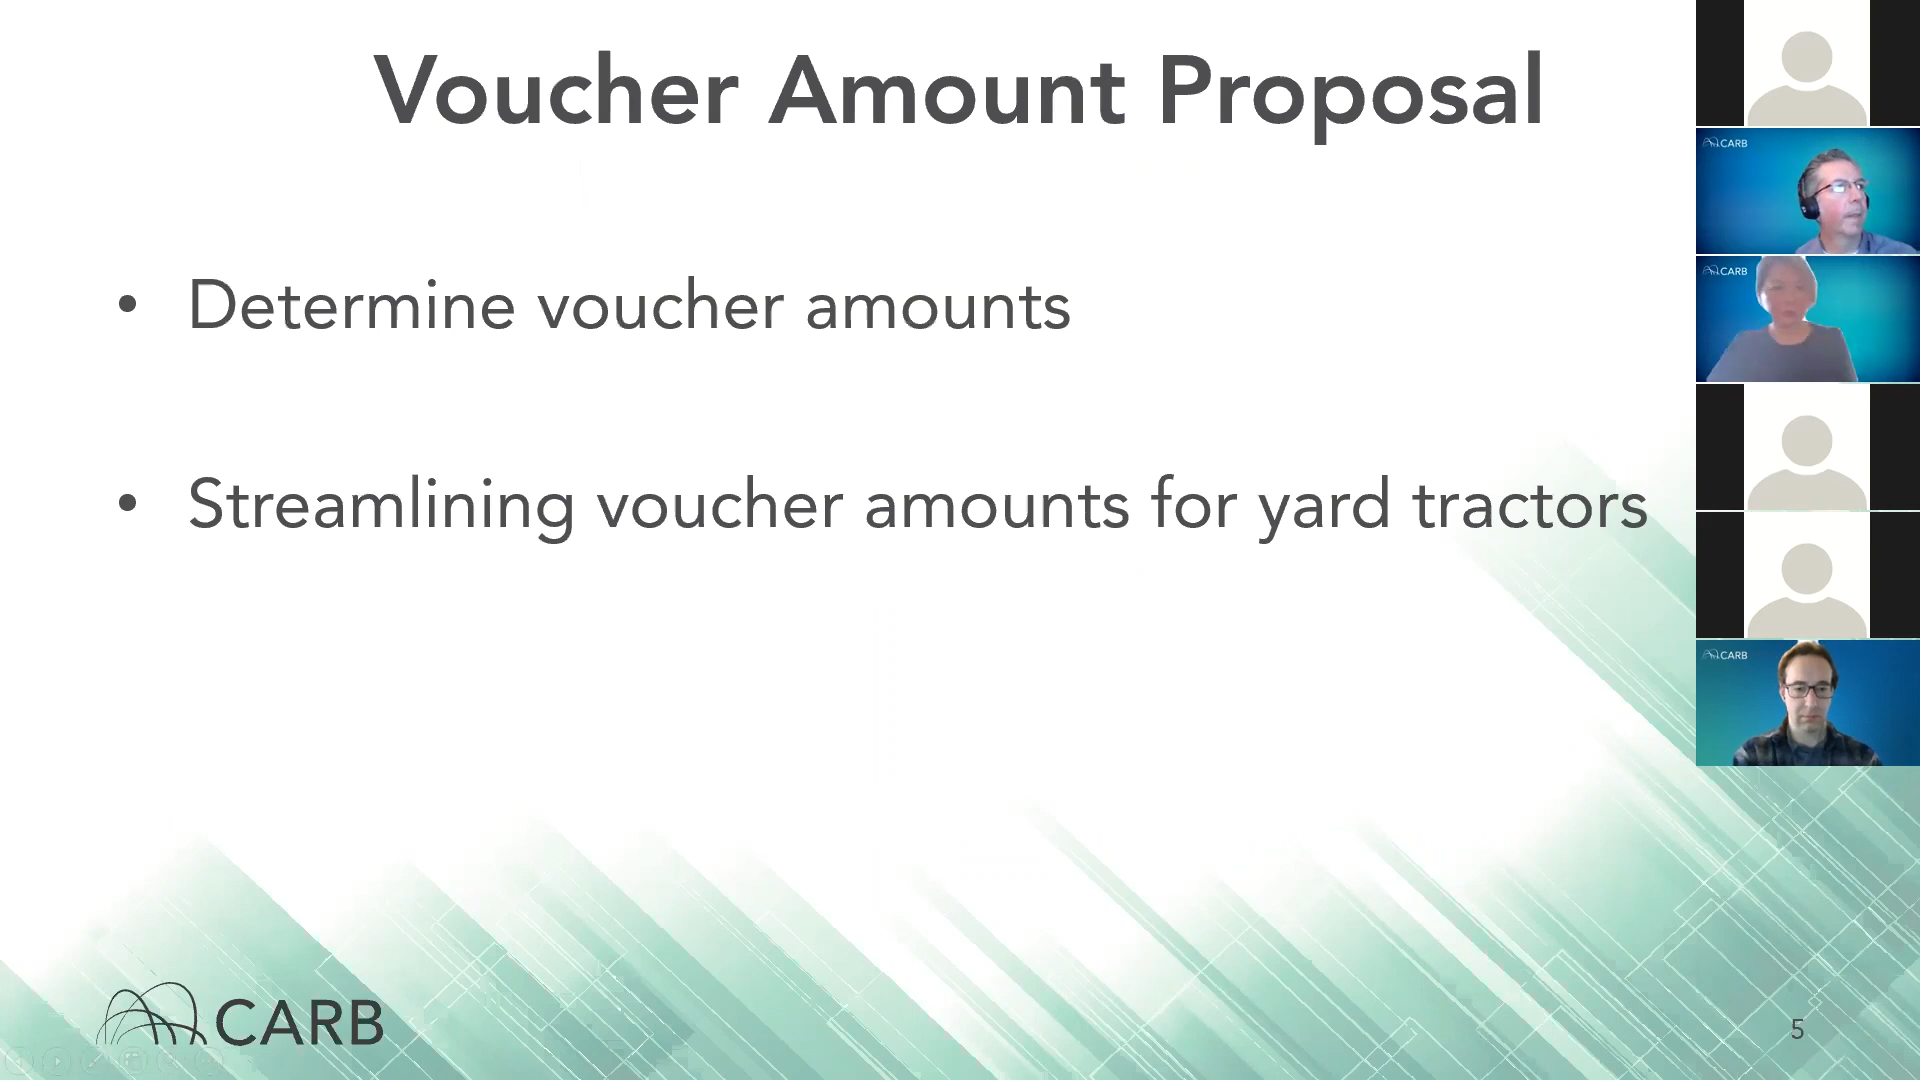 Voucher Amount Proposal
• Determine voucher amounts
• Streamlining voucher amounts for yard tractors
CARB
5
CARB
CARB
CARB